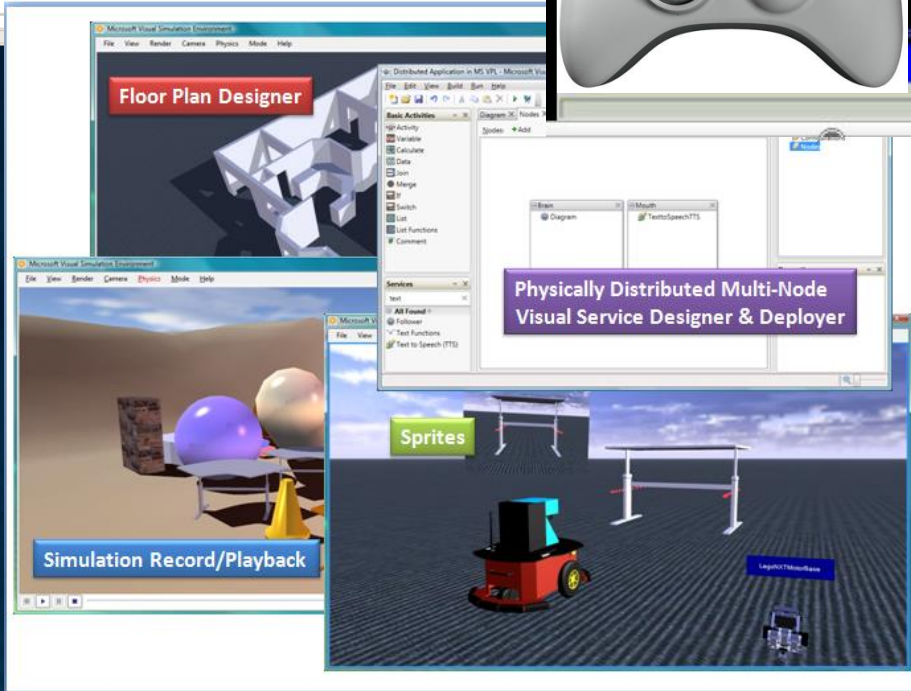 Microsoft Visual Simulation Environment
File View Render Camera Physics Mode Help
Floor Plan Designer
Distributed Application in MS VPL - Microsoft
File Edit View Build Run Help
Basic Activities
Activity
Variable
Calculate
Data
Join
Merge
If
Switch
List
List Functions
Comment
Diagram
Nodes
Nodes: Add
Brain
Diagram
Mouth
TexttoSpeechTTS
Nodes
Services
text
All Found
Follower
Text Functions
Text to Speech (TTS)
Physically Distributed Multi-Node
Visual Service Designer & Deployer
Microsoft Visual Simulation Environment
File View Render Camera Physics Mode Help
Simulation Record/Playback
Microsoft
File View
Sprites
LegoNXTMotorBase